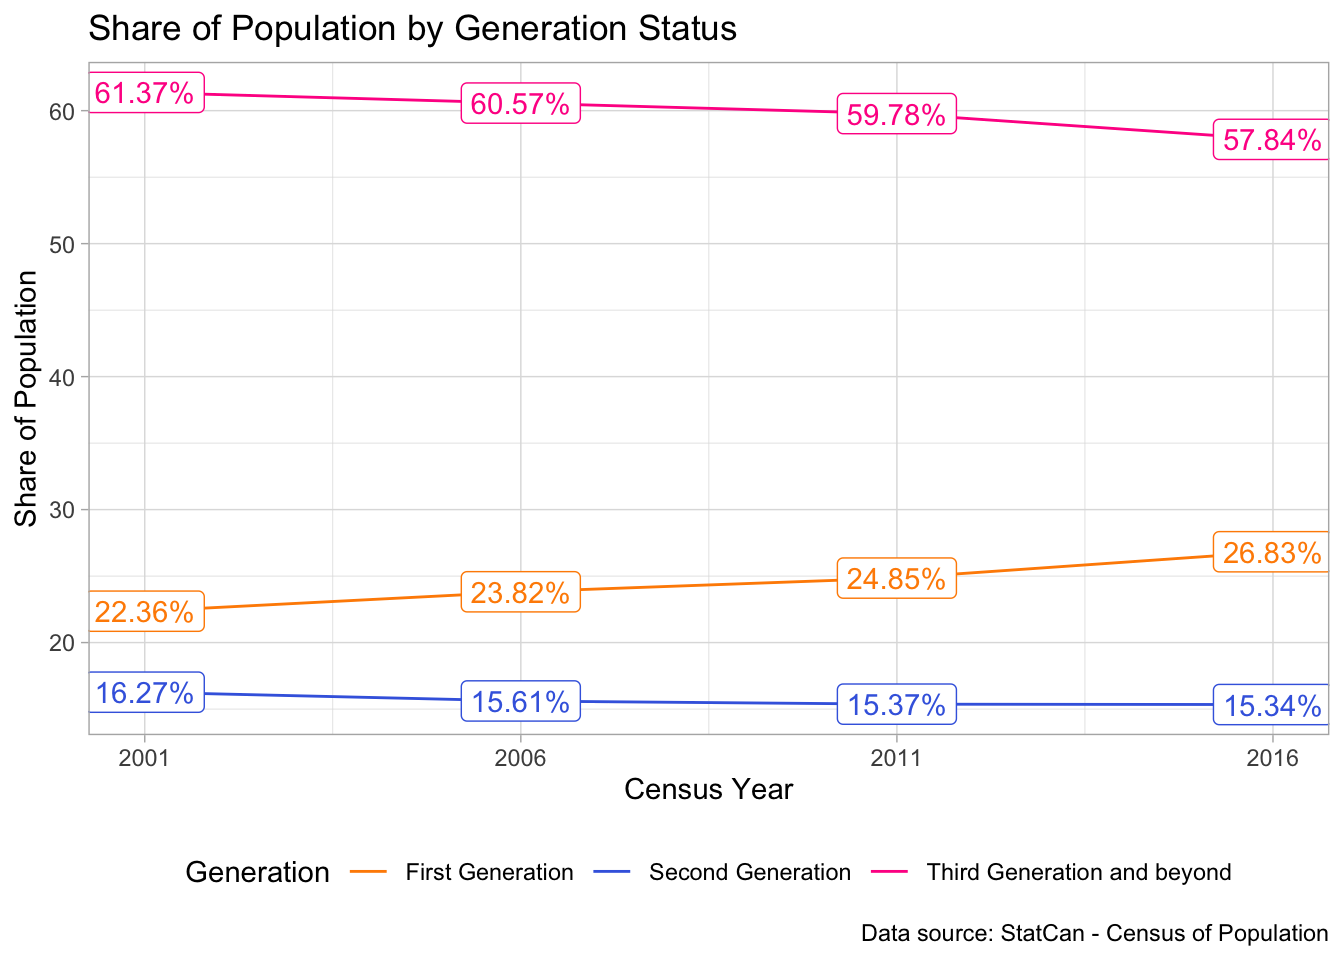 Share of Population by Generation Status
Share of Population
60
50
40
30
20
61.37%
60.57%
59.78%
57.84%
22.36%
23.82%
24.85%
26.83%
16.27%
15.61%
15.37%
15.34%
2001 2006 2011 2016
Census Year
Generation First Generation Second Generation Third Generation and beyond
Data source: StatCan - Census of Population